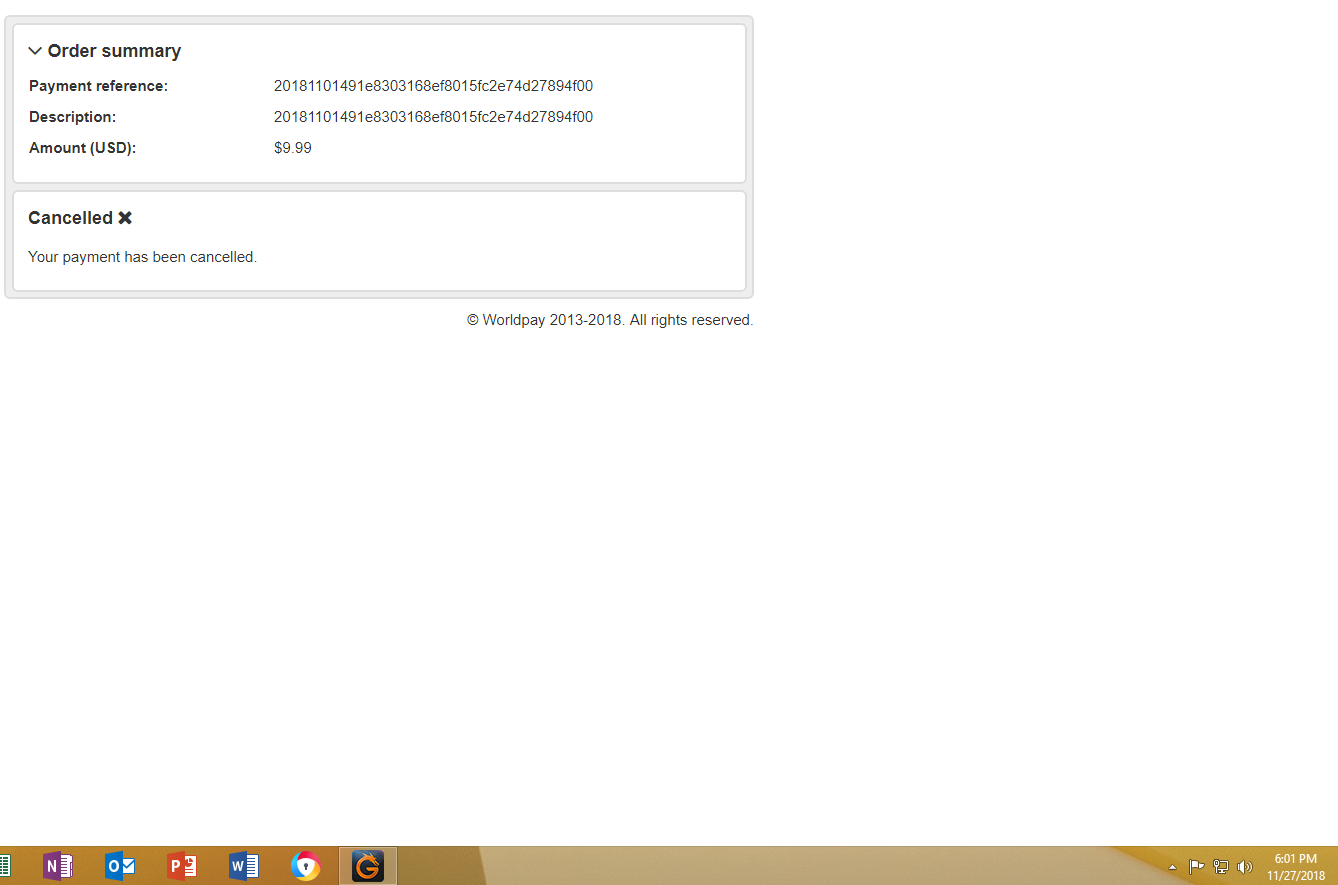 Order summary
Payment reference: 20181101491e8303168ef8015fc2e74d27894f00
Description: 20181101491e8303168ef8015fc2e74d27894f00
Amount (USD): $9.99
Cancelled
Your payment has been cancelled.
© Worldpay 2013-2018. All rights reserved.
N O P W G
6:01 PM
11/27/2018